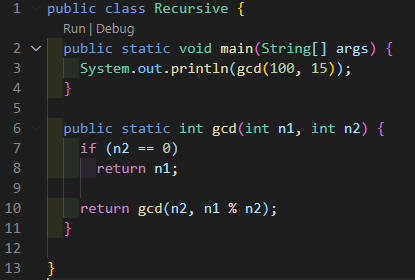 1 public class Recursive {
Run | Debug
2 public static void main(String[] args) {
3 System.out.println(gcd(100, 15));
4 }
5
6 public static int gcd(int n1, int n2) {
7 if (n2 == 0)
8 return n1;
9
10 return gcd(n2, n1 % n2);
11 }
12
13 }